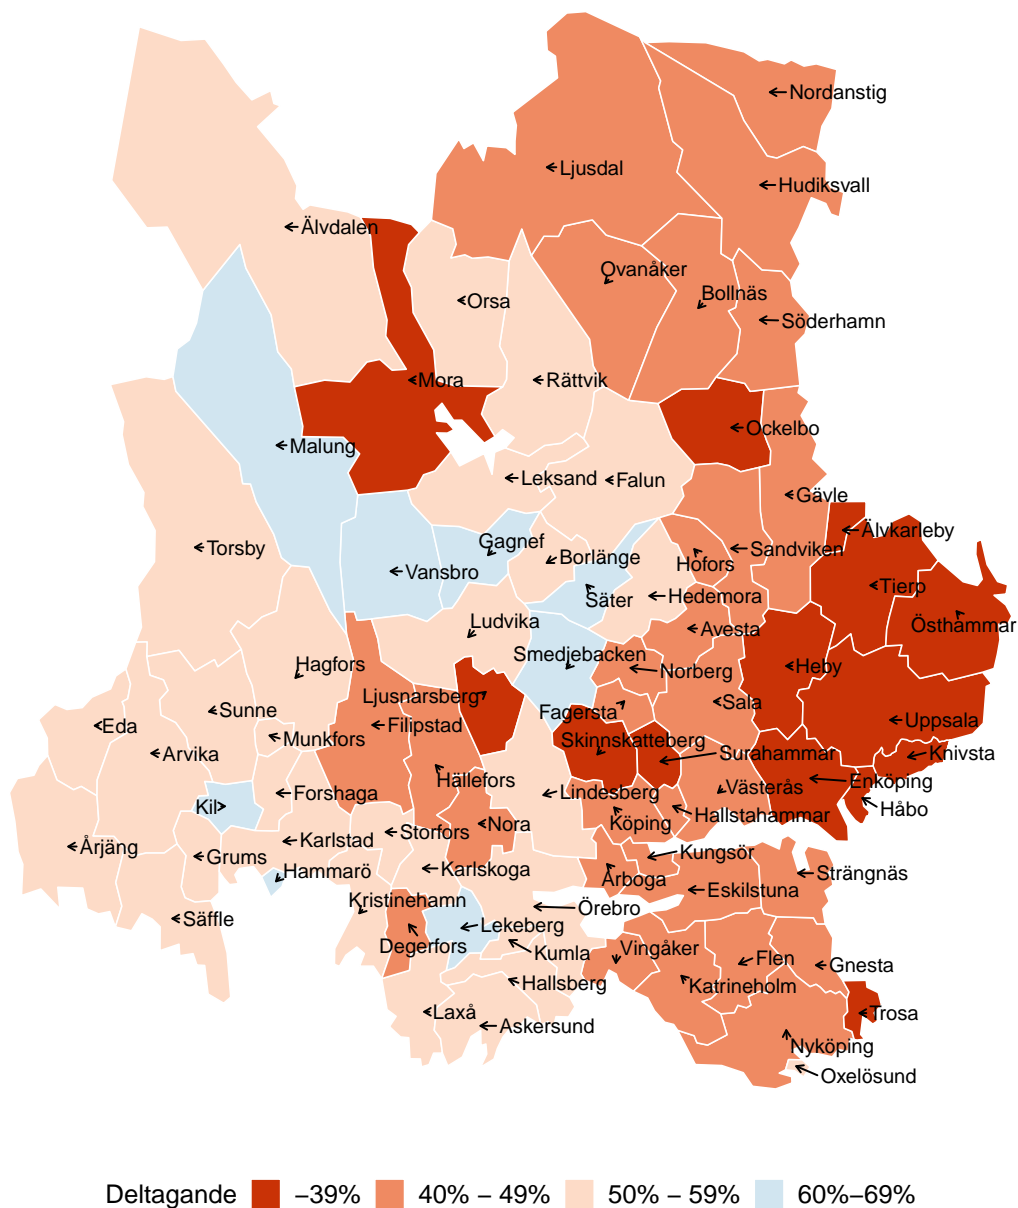 Nordanstig
Ljusdal
Hudiksvall
Älvdalen
Ovanåker
Bollnäs
Orsa
Söderhamn
Mora
Rättvik
Ockelbo
Malung
Leksand
Falun
Gävle
Älvkarleby
Torsby
Gagnef
Borlänge
Hofors
Sandviken
Vansbro
Säter
Hedemora
Tierp
Ludvika
Avesta
Östhammar
Smedjebacken
Hagfors
Norberg
Heby
Ljusnarsberg
Sala
Sunne
Fagersta
Eda
Filipstad
Uppsala
Munkfors
Skinnskatteberg
Arvika
Surahammar
Knivsta
Hällefors
Enköping
Forshaga
Lindesberg
Västerås
Kil
Köping
Hallstahammar
Håbo
Nora
Storfors
Karlstad
Årjäng
Grums
Kungsör
Hammarö
Karlskoga
Arboga
Strängnäs
Eskilstuna
Kristinehamn
Örebro
Säffle
Lekeberg
Degerfors
Vingåker
Kumla
Flen
Gnesta
Hallsberg
Katrineholm
Laxå
Trosa
Askersund
Nyköping
Oxelösund
Deltagande −39% 40% − 49% 50% − 59% 60%−69%